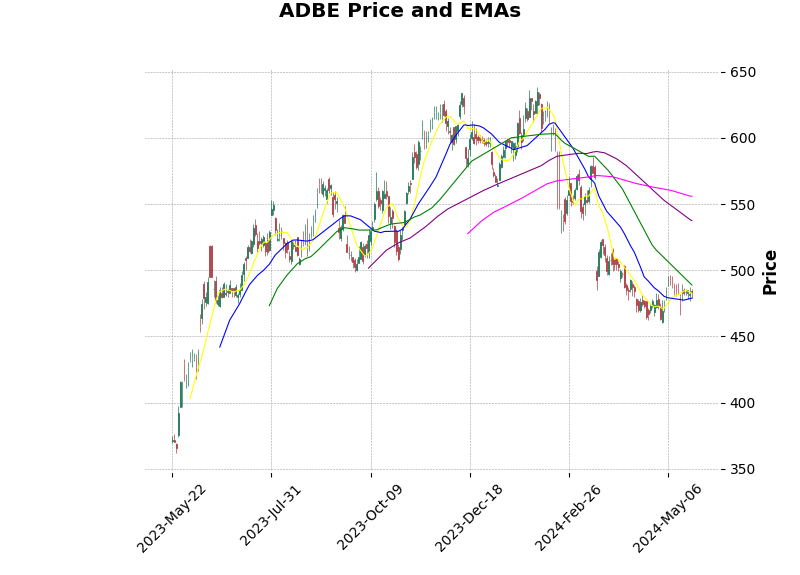 ADBE Price and EMAs
650
600
550
500
450
400
350
Price
2023-May-22
2023-Jul-31
2023-Oct-09
2023-Dec-18
2024-Feb-26
2024-May-06